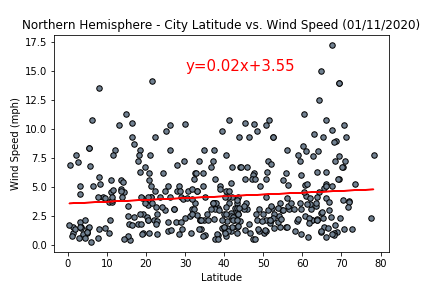 Northern Hemisphere - City Latitude vs. Wind Speed (01/11/2020)
17.5
15.0
12.5
10.0
7.5
5.0
2.5
0.0
Wind Speed (mph)
y=0.02x+3.55
0 10 20 30 40 50 60 70 80
Latitude